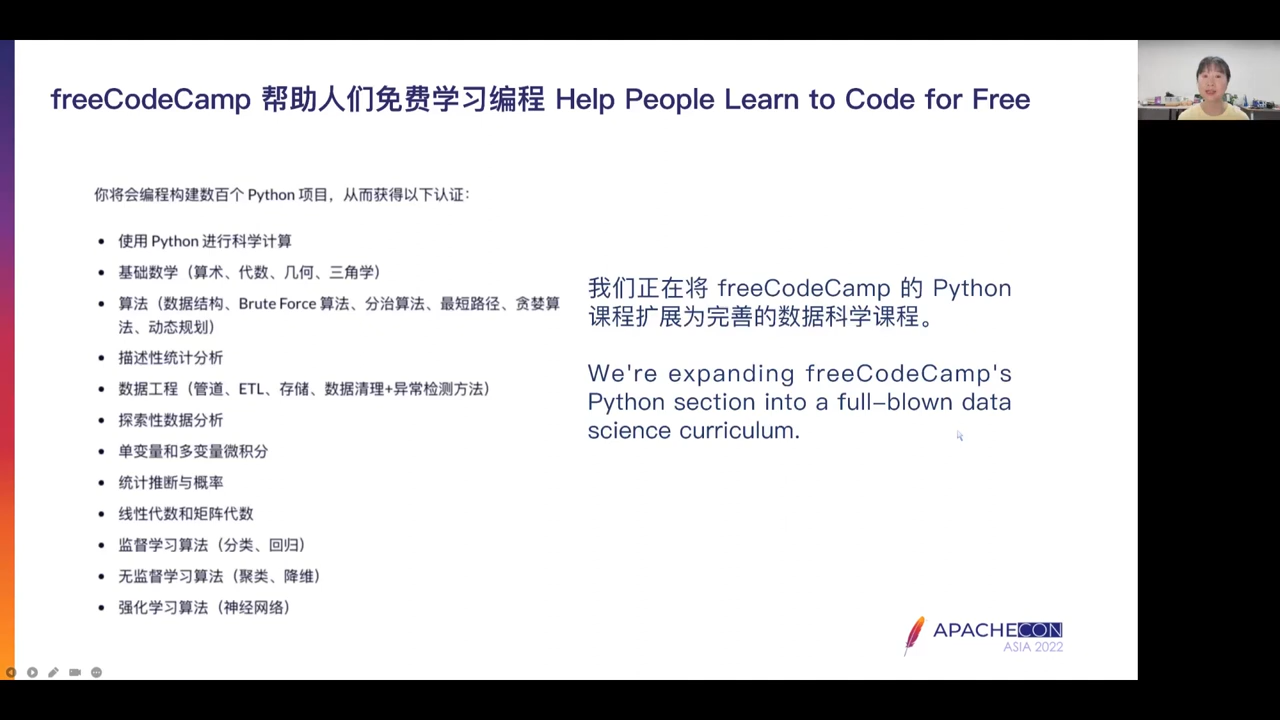 freeCodeCamp 帮助人们免费学习编程 Help People Learn to Code for Free
你将会编程构建数百个 Python 项目，从而获得以下认证：
• 使用 Python 进行科学计算
• 基础数学（算术、代数、几何、三角学）
• 算法（数据结构、Brute Force 算法、分治算法、最短路径、贪婪算
法、动态规划）
• 描述性统计分析
• 数据工程（管道、ETL、存储、数据清理+异常检测方法）
• 探索性数据分析
• 单变量和多变量微积分
• 统计推断与概率
• 线性代数和矩阵代数
• 监督学习算法（分类、回归）
• 无监督学习算法（聚类、降维）
• 强化学习算法（神经网络）
我们正在将 freeCodeCamp 的 Python
课程扩展为完善的数据科学课程。
We're expanding freeCodeCamp's
Python section into a full-blown data
science curriculum.
APACHECON
ASIA 2022